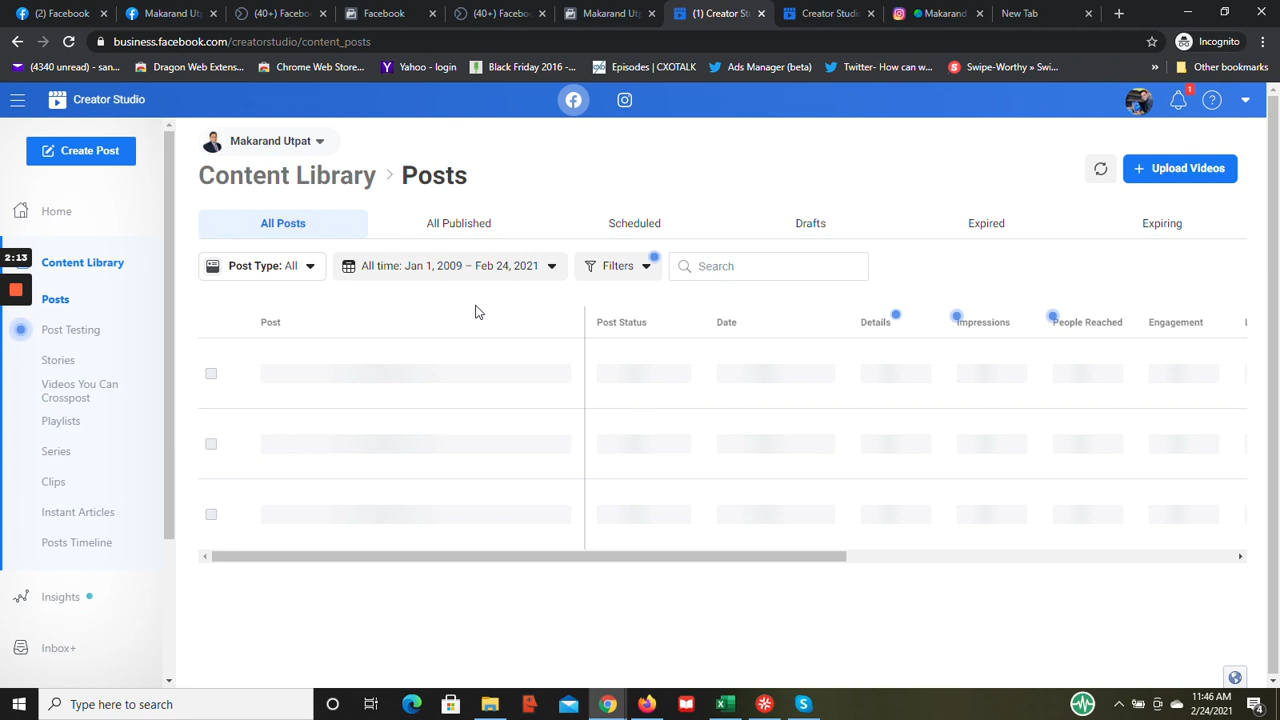 (2) Facebook
Makarand Ut
(40+) Facebo
Facebook
(40+) Facebo
Makarand Ut
(1) Creator St
Creator Studi
Makarand
New Tab
business.facebook.com/creatorstudio/content_posts
Incognito
(4340 unread) - san...
Dragon Web Extens...
Chrome Web Store...
Yahoo - login
Black Friday 2016 -...
Episodes | CXOTALK
Ads Manager (beta)
Twitter- How can w...
Swipe-Worthy » Swi...
»
Other bookmarks
Creator Studio
1
Create Post
Makarand Utpat
Content Library > Posts
Upload Videos
Home
All Posts
All Published
Scheduled
Drafts
Expired
Expiring
2:13
Content Library
Post Type: All
All time: Jan 1, 2009 – Feb 24, 2021
Filters
Search
Posts
Post Testing
Stories
Videos You Can
Crosspost
Playlists
Series
Clips
Instant Articles
Posts Timeline
Post
Post Status
Date
Details
Impressions
People Reached
Engagement
Insights
Inbox+
Type here to search
11:46 AM
2/24/2021
4